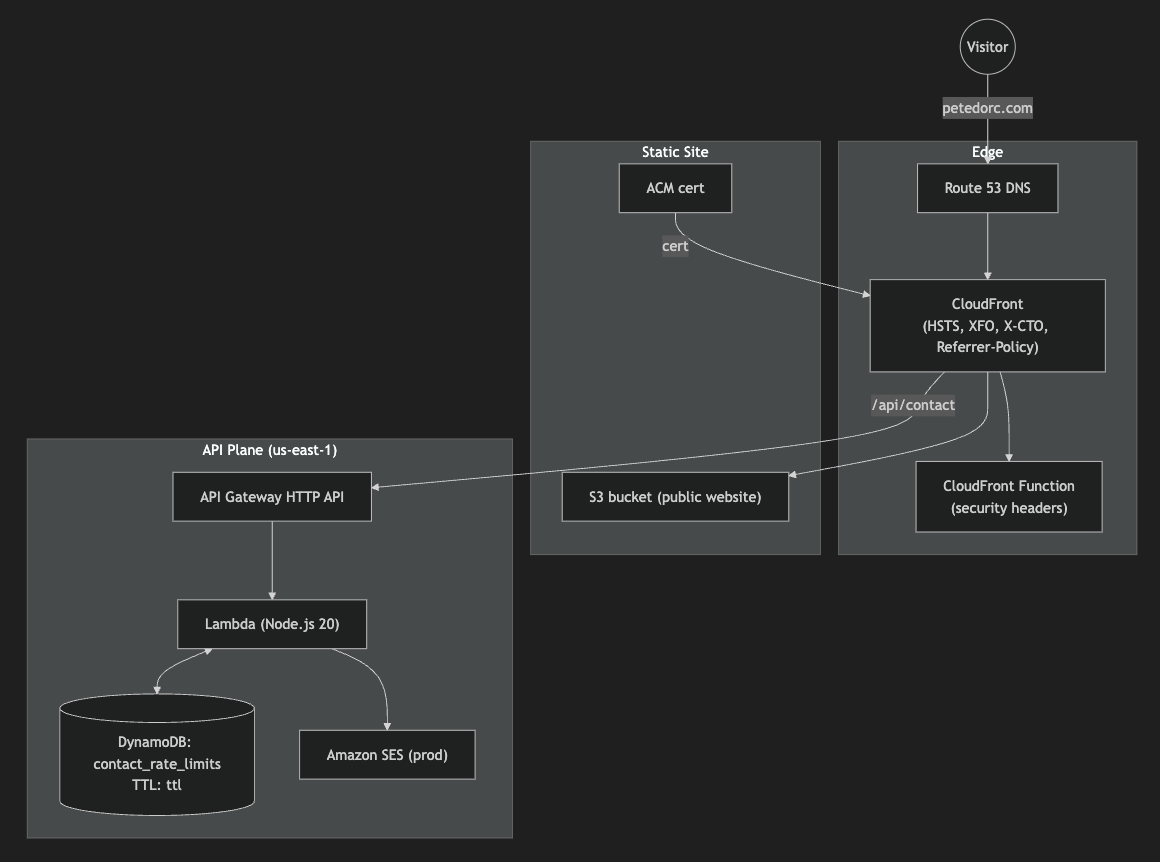 Visitor
petedorc.com
Static Site
Edge
ACM cert
Route 53 DNS
cert
CloudFront
(HSTS, XFO, X-CTO,
Referrer-Policy)
/api/contact
API Plane (us-east-1)
API Gateway HTTP API
S3 bucket (public website)
CloudFront Function
(security headers)
Lambda (Node.js 20)
DynamoDB:
contact_rate_limits
TTL: ttl
Amazon SES (prod)